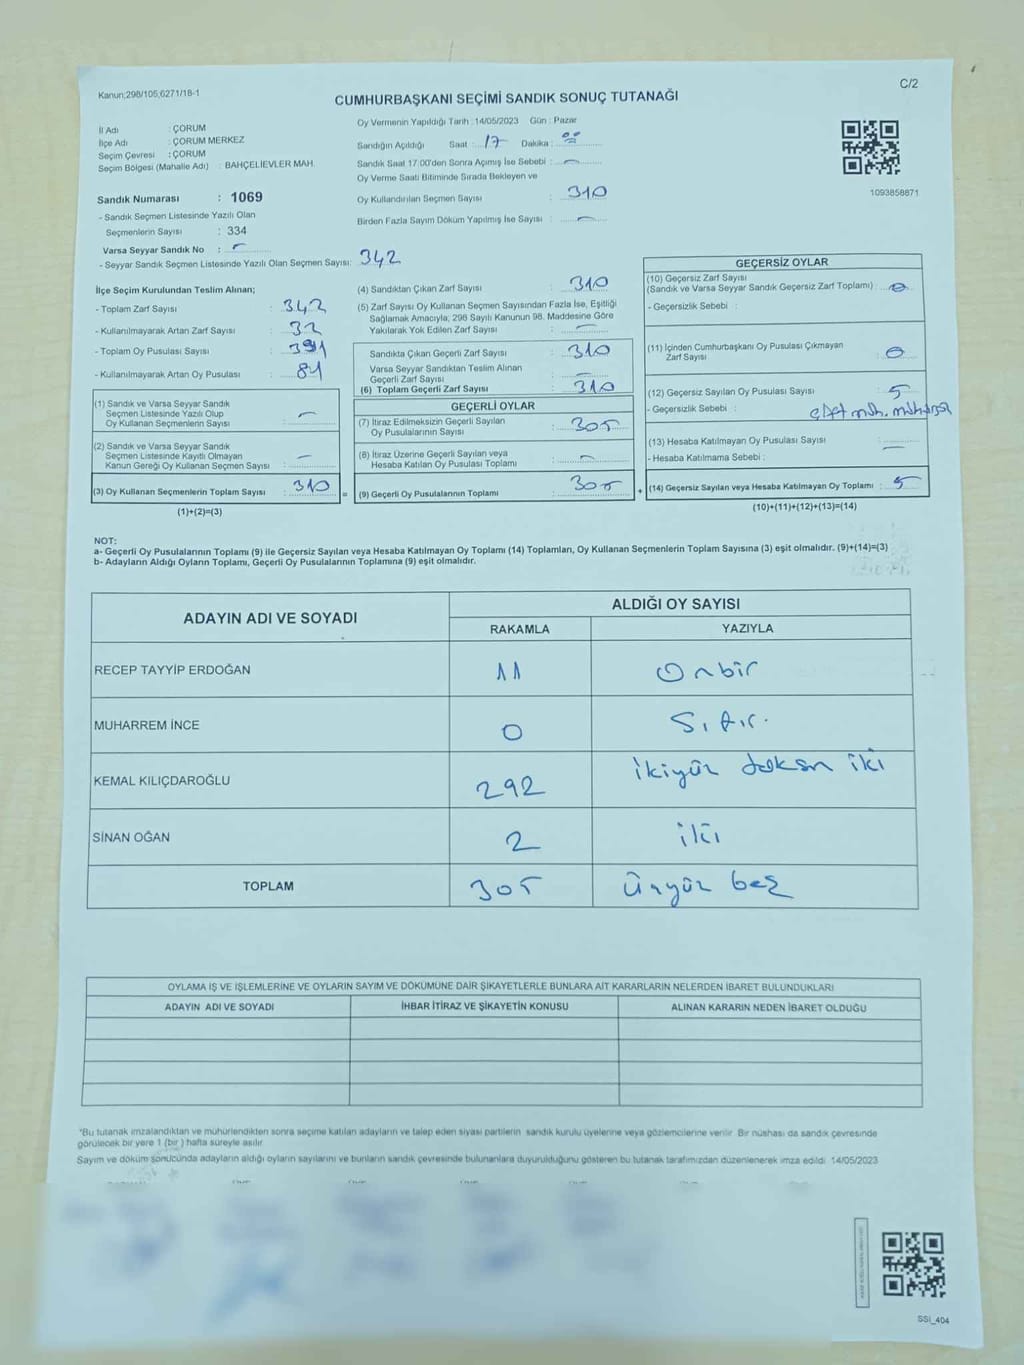 Kanun;298/105;6271/18-1
C/2
CUMHURBAŞKANI SEÇİMİ SANDIK SONUÇ TUTANAĞI
İl Adı : ÇORUM
İlçe Adı : ÇORUM MERKEZ
Seçim Çevresi : ÇORUM
Seçim Bölgesi (Mahalle Adı) : BAHÇELİEVLER MAH.
Sandık Numarası : 1069
- Sandık Seçmen Listesinde Yazılı Olan
Seçmenlerin Sayısı : 334
Varsa Seyyar Sandık No : -
- Seyyar Sandık Seçmen Listesinde Yazılı Olan Seçmen Sayısı: 342
Oy Vermenin Yapıldığı Tarih :14/05/2023 Gün : Pazar
Sandığın Açıldığı Saat : 17 Dakika : 00
Sandık Saat 17:00'den Sonra Açımış İse Sebebi : -
Oy Verme Saati Bitiminde Sırada Bekleyen ve
Oy Kullandırılan Seçmen Sayısı : 310
Birden Fazla Sayım Döküm Yapılmış İse Sayısı : -
1093858871
İlçe Seçim Kurulundan Teslim Alınan;
- Toplam Zarf Sayısı : 342
- Kullanılmayarak Artan Zarf Sayısı : 32
- Toplam Oy Pusulası Sayısı : 391
- Kullanılmayarak Artan Oy Pusulası : 81
(1) Sandık ve Varsa Seyyar Sandık
Seçmen Listesinde Yazılı Olup
Oy Kullanan Seçmenlerin Sayısı : -
(2) Sandık ve Varsa Seyyar Sandık
Seçmen Listesinde Kayıtlı Olmayan
Kanun Gereği Oy Kullanan Seçmen Sayısı : -
(3) Oy Kullanan Seçmenlerin Toplam Sayısı : 310
(1)+(2)=(3)
=
(4) Sandıktan Çıkan Zarf Sayısı : 310
(5) Zarf Sayısı Oy Kullanan Seçmen Sayısından Fazla İse, Eşitliği
Sağlamak Amacıyla; 298 Sayılı Kanunun 98. Maddesine Göre
Yakılarak Yok Edilen Zarf Sayısı : -
Sandıkta Çıkan Geçerli Zarf Sayısı : 310
Varsa Seyyar Sandıktan Teslim Alınan
Geçerli Zarf Sayısı : -
(6) Toplam Geçerli Zarf Sayısı : 310
GEÇERLİ OYLAR
(7) İtiraz Edilmeksizin Geçerli Sayılan
Oy Pusulalarının Sayısı : 305
(8) İtiraz Üzerine Geçerli Sayılan veya
Hesaba Katılan Oy Pusulası Toplamı : -
(9) Geçerli Oy Pusulalarının Toplamı : 305
+
GEÇERSİZ OYLAR
(10) Geçersiz Zarf Sayısı
(Sandık ve Varsa Seyyar Sandık Geçersiz Zarf Toplamı) : 0
- Geçersizlik Sebebi :
(11) İçinden Cumhurbaşkanı Oy Pusulası Çıkmayan
Zarf Sayısı : 0
(12) Geçersiz Sayılan Oy Pusulası Sayısı : 5
- Geçersizlik Sebebi : müh.
(13) Hesaba Katılmayan Oy Pusulası Sayısı : -
- Hesaba Katılmama Sebebi :
(14) Geçersiz Sayılan veya Hesaba Katılmayan Oy Toplamı : 5
(10)+(11)+(12)+(13)=(14)
NOT:
a- Geçerli Oy Pusulalarının Toplamı (9) ile Geçersiz Sayılan veya Hesaba Katılmayan Oy Toplamı (14) Toplamları, Oy Kullanan Seçmenlerin Toplam Sayısına (3) eşit olmalıdır. (9)+(14)=(3)
b- Adayların Aldığı Oyların Toplamı, Geçerli Oy Pusulalarının Toplamına (9) eşit olmalıdır.
ADAYIN ADI VE SOYADI
ALDIĞI OY SAYISI
RAKAMLA YAZIYLA
RECEP TAYYİP ERDOĞAN 11 Onbir
MUHARREM İNCE 0 Sıfır.
KEMAL KILIÇDAROĞLU 292 ikiyüz doksan iki
SİNAN OĞAN 2 iki
TOPLAM 305 Üçyüz beş
OYLAMA İŞ VE İŞLEMLERİNE VE OYLARIN SAYIM VE DÖKÜMÜNE DAİR ŞİKAYETLERLE BUNLARA AİT KARARLARIN NELERDEN İBARET BULUNDUKLARI
ADAYIN ADI VE SOYADI İHBAR İTİRAZ VE ŞİKAYETİN KONUSU ALINAN KARARIN NEDEN İBARET OLDUĞU
*Bu tutanak imzalandıktan ve mühürlendikten sonra seçime katılan adayların ve talep eden siyasi partilerin sandık kurulu üyelerine veya gözlemcilerine verilir. Bir nüshası da sandık çevresinde
görülecek bir yere 1 (bir ) hafta süreyle asılır.
Sayım ve döküm sonucunda adayların aldığı oyların sayılarını ve bunların sandık çevresinde bulunanlara duyurulduğunu gösteren bu tutanak tarafımızdan düzenlenerek imza edildi. 14/05/2023
SSI_404